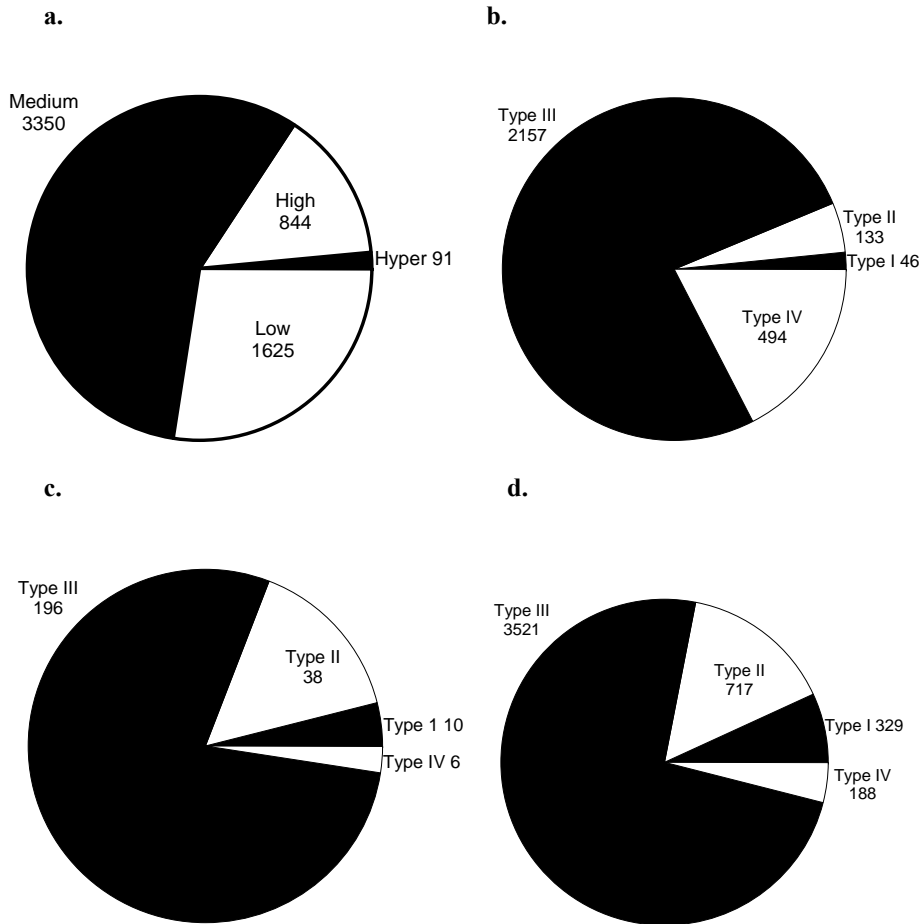 a.
Medium
3350
High
844
Hyper 91
Low
1625
b.
Type III
2157
Type II
133
Type I 46
Type IV
494
c.
Type III
196
Type II
38
Type 1 10
Type IV 6
d.
Type III
3521
Type II
717
Type I 329
Type IV
188